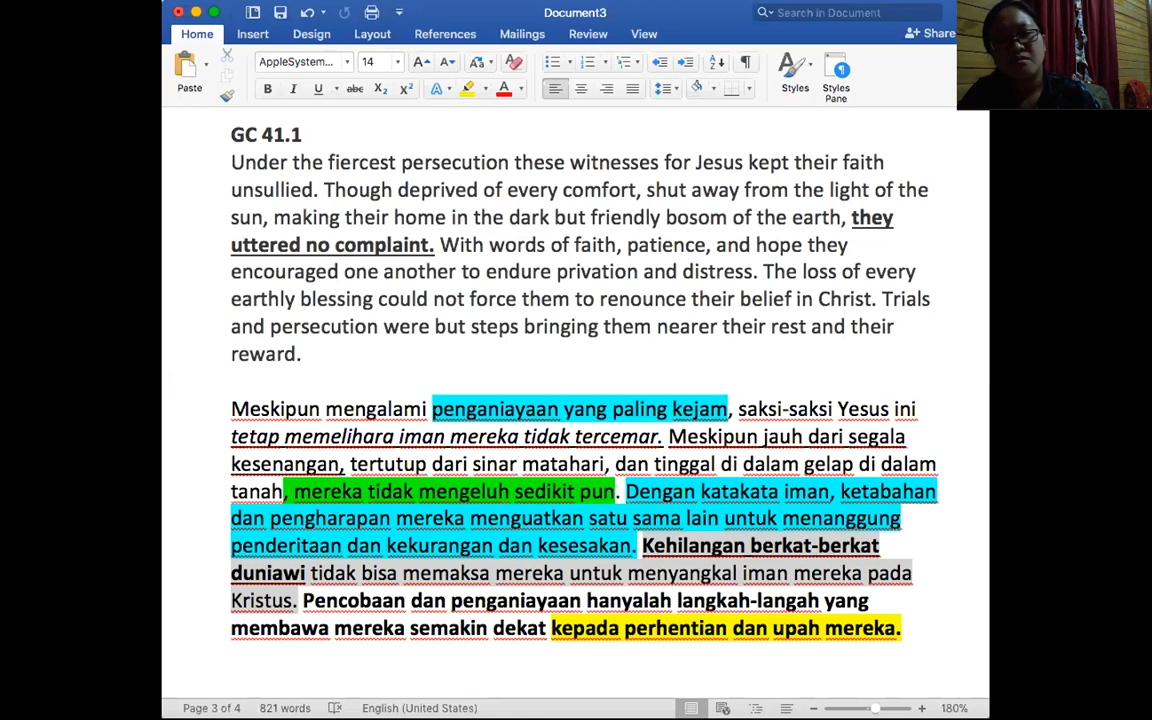 Document3
Search in Document
Home Insert Design Layout References Mailings Review View Share
AppleSystem... 14
Paste Styles Styles Pane
GC 41.1
Under the fiercest persecution these witnesses for Jesus kept their faith
unsullied. Though deprived of every comfort, shut away from the light of the
sun, making their home in the dark but friendly bosom of the earth, they
uttered no complaint. With words of faith, patience, and hope they
encouraged one another to endure privation and distress. The loss of every
earthly blessing could not force them to renounce their belief in Christ. Trials
and persecution were but steps bringing them nearer their rest and their
reward.
Meskipun mengalami penganiayaan yang paling kejam, saksi-saksi Yesus ini
tetap memelihara iman mereka tidak tercemar. Meskipun jauh dari segala
kesenangan, tertutup dari sinar matahari, dan tinggal di dalam gelap di dalam
tanah, mereka tidak mengeluh sedikit pun. Dengan katakata iman, ketabahan
dan pengharapan mereka menguatkan satu sama lain untuk menanggung
penderitaan dan kekurangan dan kesesakan. Kehilangan berkat-berkat
duniawi tidak bisa memaksa mereka untuk menyangkal iman mereka pada
Kristus. Pencobaan dan penganiayaan hanyalah langkah-langah yang
membawa mereka semakin dekat kepada perhentian dan upah mereka.
Page 3 of 4 821 words English (United States) 180%